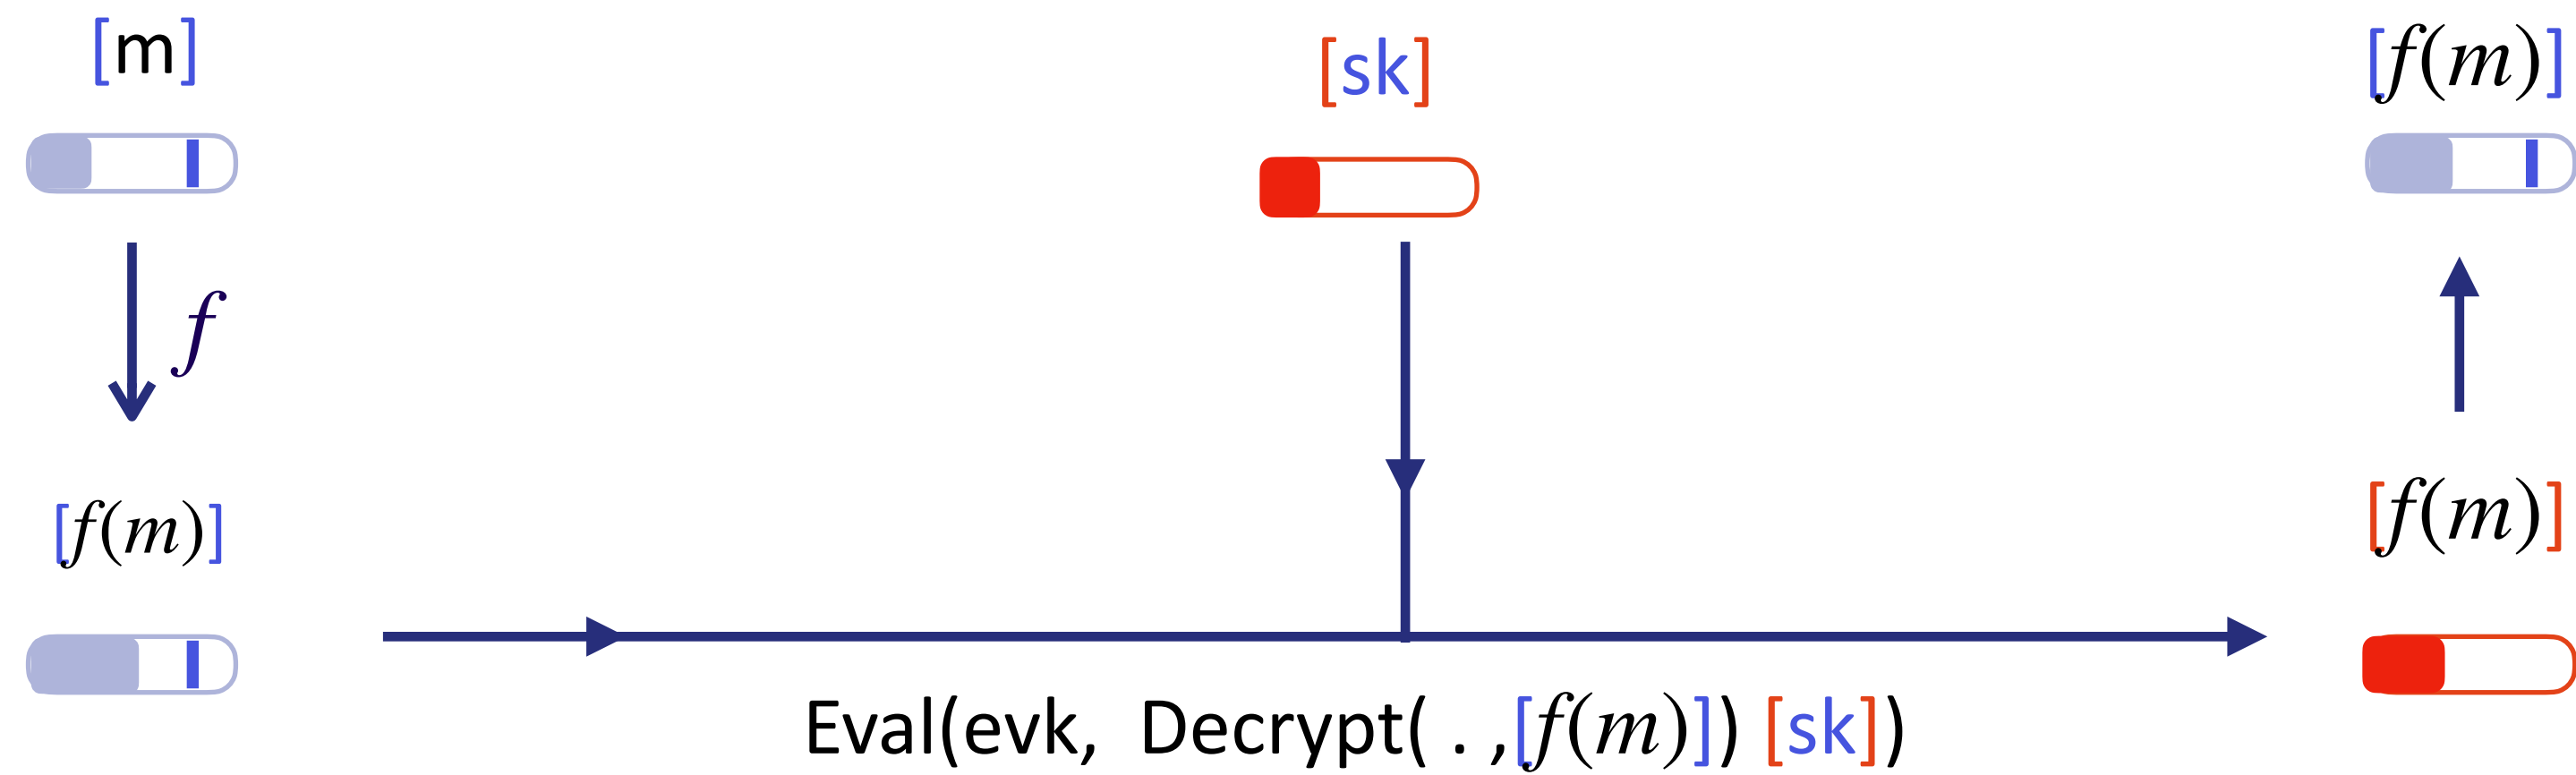 [m]
[sk]
[f(m)]
f
[f(m)]
[f(m)]
Eval(evk, Decrypt( . ,[f(m)]) [sk])